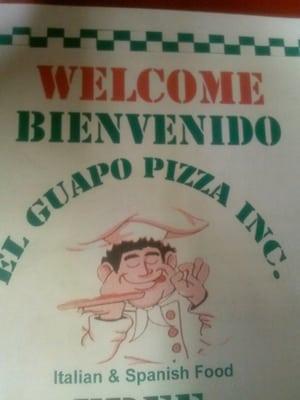 WELCOME
BIENVENIDO
EL GUAPO PIZZA INC.
Italian & Spanish Food